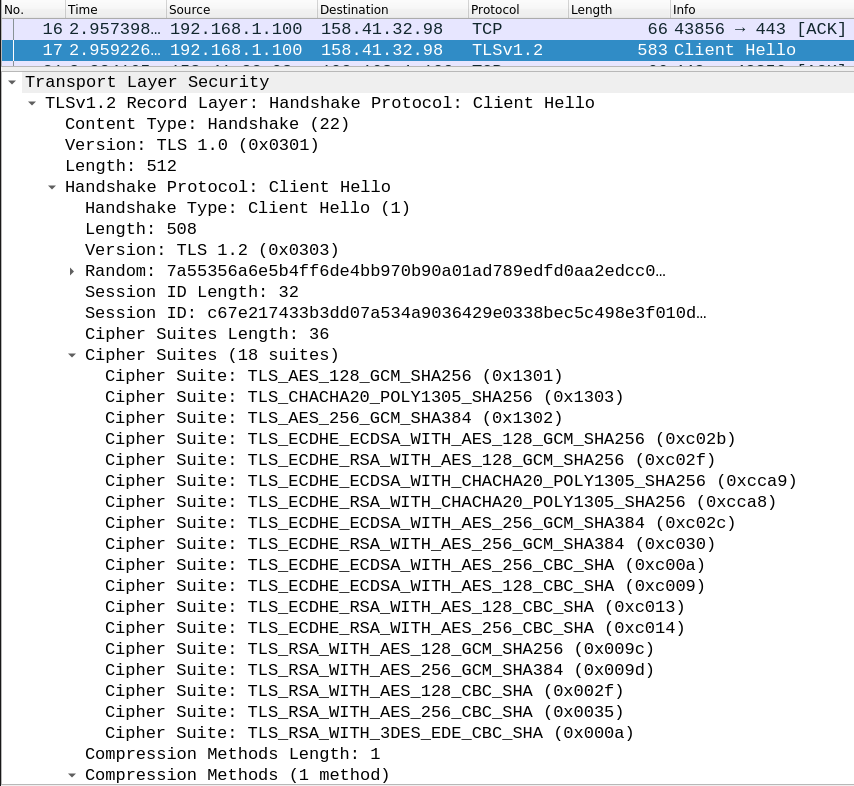 No. Time Source Destination Protocol Length Info
16 2.957398… 192.168.1.100 158.41.32.98 TCP 66 43856 → 443 [ACK]
17 2.959226… 192.168.1.100 158.41.32.98 TLSv1.2 583 Client Hello
Transport Layer Security
TLSv1.2 Record Layer: Handshake Protocol: Client Hello
Content Type: Handshake (22)
Version: TLS 1.0 (0x0301)
Length: 512
Handshake Protocol: Client Hello
Handshake Type: Client Hello (1)
Length: 508
Version: TLS 1.2 (0x0303)
Random: 7a55356a6e5b4ff6de4bb970b90a01ad789edfd0aa2edcc0…
Session ID Length: 32
Session ID: c67e217433b3dd07a534a9036429e0338bec5c498e3f010d…
Cipher Suites Length: 36
Cipher Suites (18 suites)
Cipher Suite: TLS_AES_128_GCM_SHA256 (0x1301)
Cipher Suite: TLS_CHACHA20_POLY1305_SHA256 (0x1303)
Cipher Suite: TLS_AES_256_GCM_SHA384 (0x1302)
Cipher Suite: TLS_ECDHE_ECDSA_WITH_AES_128_GCM_SHA256 (0xc02b)
Cipher Suite: TLS_ECDHE_RSA_WITH_AES_128_GCM_SHA256 (0xc02f)
Cipher Suite: TLS_ECDHE_ECDSA_WITH_CHACHA20_POLY1305_SHA256 (0xcca9)
Cipher Suite: TLS_ECDHE_RSA_WITH_CHACHA20_POLY1305_SHA256 (0xcca8)
Cipher Suite: TLS_ECDHE_ECDSA_WITH_AES_256_GCM_SHA384 (0xc02c)
Cipher Suite: TLS_ECDHE_RSA_WITH_AES_256_GCM_SHA384 (0xc030)
Cipher Suite: TLS_ECDHE_ECDSA_WITH_AES_256_CBC_SHA (0xc00a)
Cipher Suite: TLS_ECDHE_ECDSA_WITH_AES_128_CBC_SHA (0xc009)
Cipher Suite: TLS_ECDHE_RSA_WITH_AES_128_CBC_SHA (0xc013)
Cipher Suite: TLS_ECDHE_RSA_WITH_AES_256_CBC_SHA (0xc014)
Cipher Suite: TLS_RSA_WITH_AES_128_GCM_SHA256 (0x009c)
Cipher Suite: TLS_RSA_WITH_AES_256_GCM_SHA384 (0x009d)
Cipher Suite: TLS_RSA_WITH_AES_128_CBC_SHA (0x002f)
Cipher Suite: TLS_RSA_WITH_AES_256_CBC_SHA (0x0035)
Cipher Suite: TLS_RSA_WITH_3DES_EDE_CBC_SHA (0x000a)
Compression Methods Length: 1
Compression Methods (1 method)